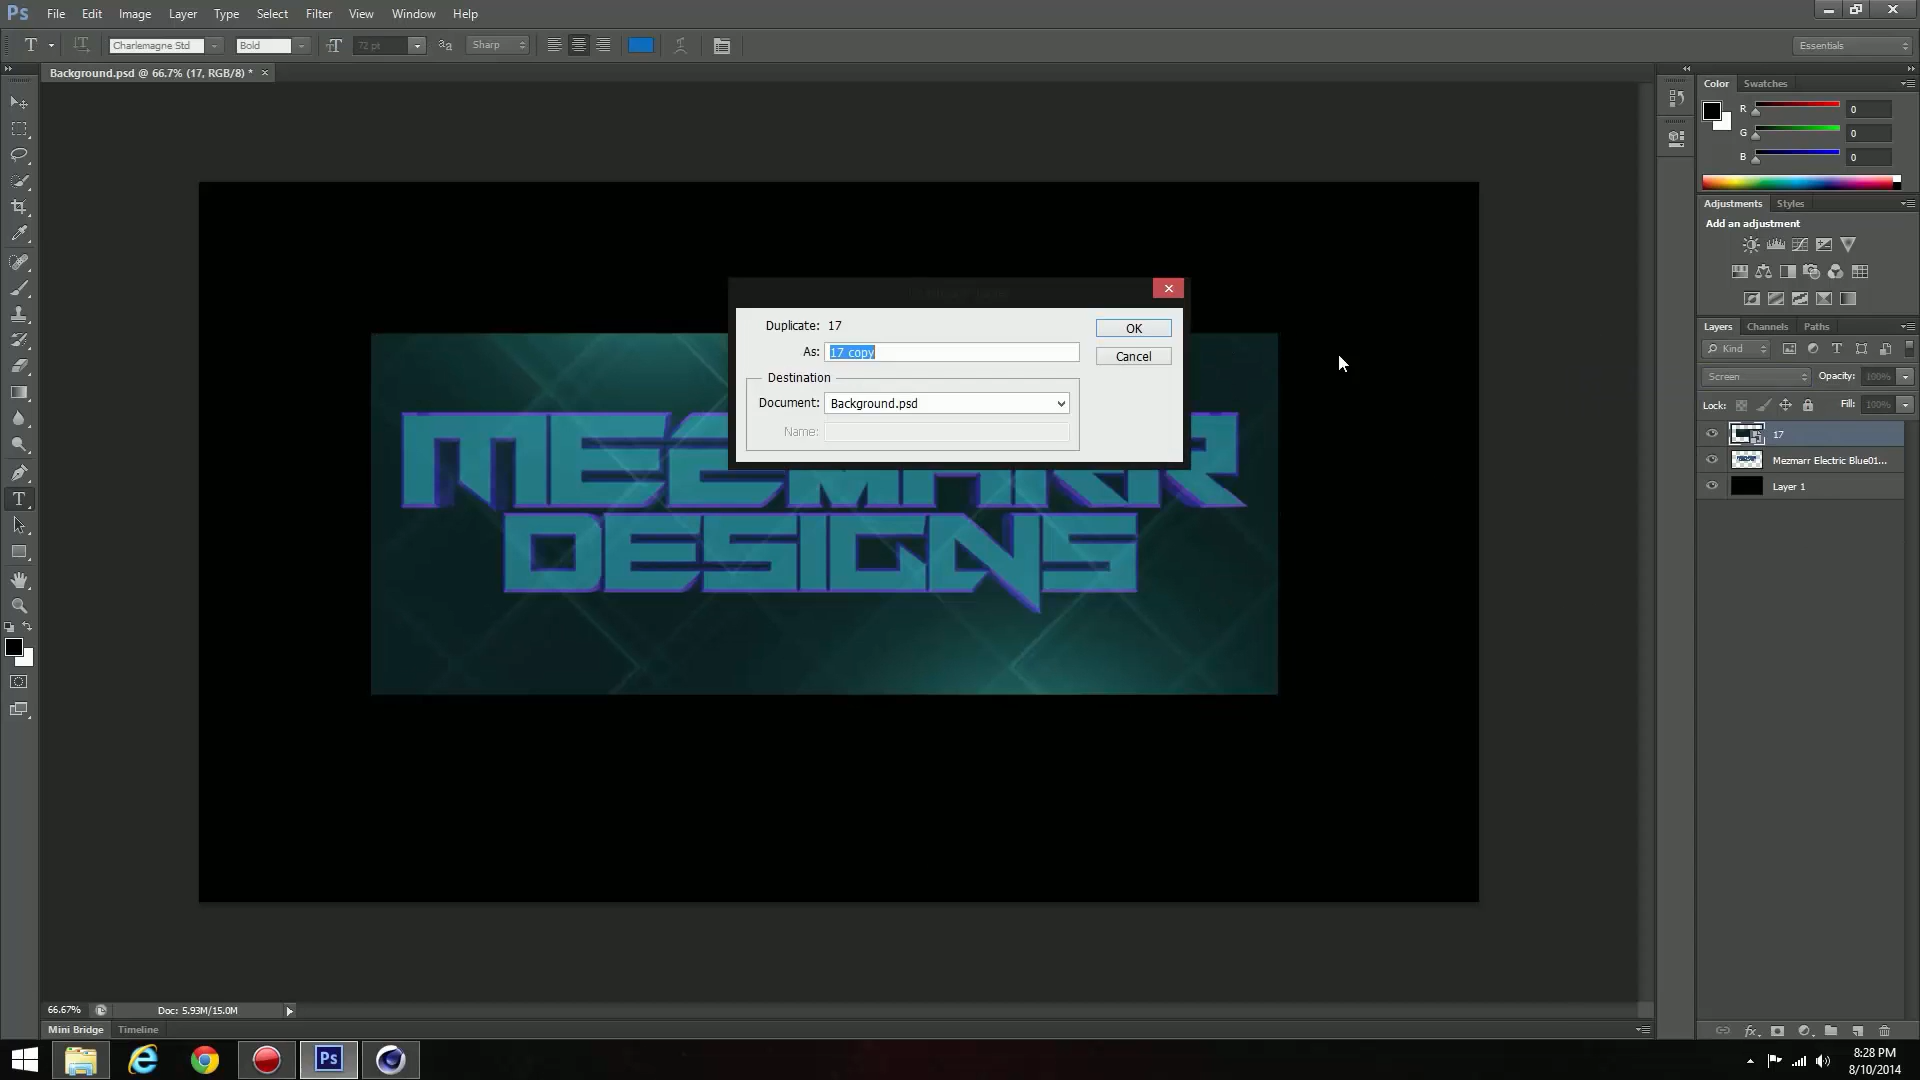 Ps File Edit Image Layer Type Select Filter View Window Help
T Charlemagne Std Bold 72 pt Sharp Essentials
Background.psd @ 66.7% (17, RGB/8) * ×
Color Swatches
R 0
G 0
B 0
Adjustments Styles
Add an adjustment
Duplicate: 17 OK
As: 17 copy Cancel
Destination
Document: Background.psd
Name:
DESIGNS
Layers Channels Paths
Kind
Screen Opacity: 100%
Lock: Fill: 100%
17
Mezmarr Electric Blue01...
Layer 1
66.67% Doc: 5.93M/15.0M
Mini Bridge Timeline
Ps
8:28 PM
8/10/2014